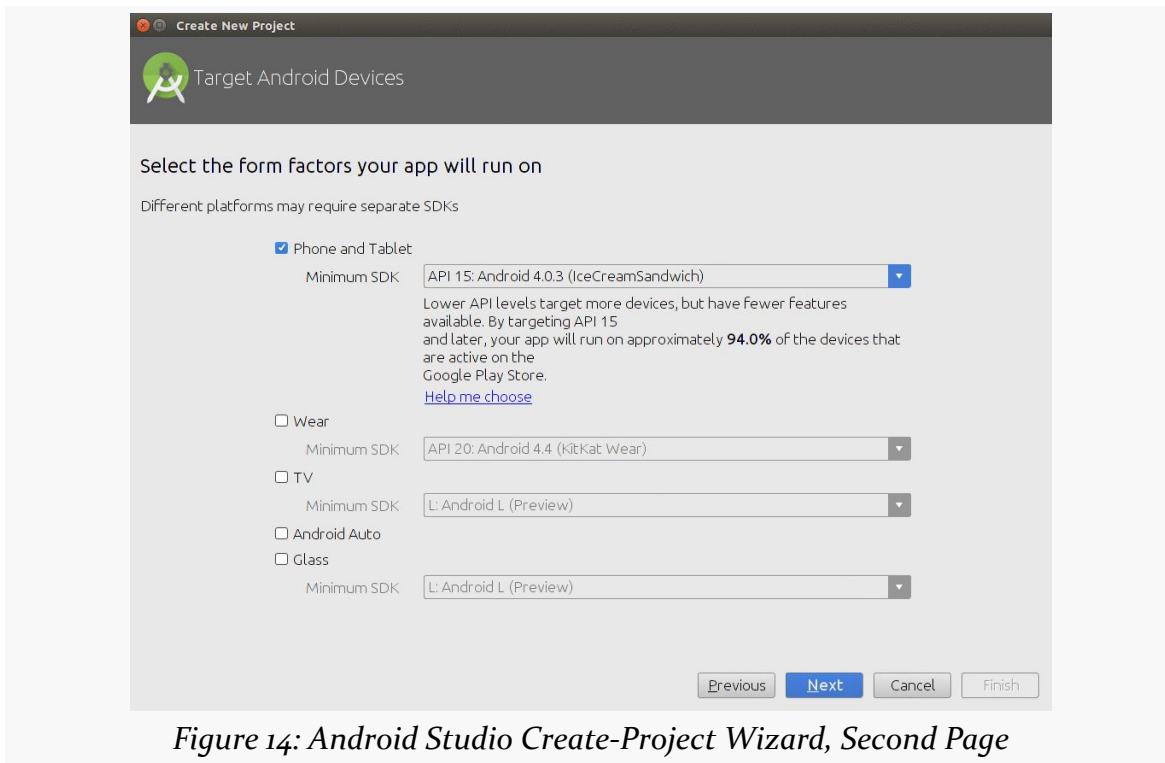 Create New Project
Target Android Devices
Select the form factors your app will run on
Different platforms may require separate SDKs
Phone and Tablet
Minimum SDK API 15: Android 4.0.3 (IceCreamSandwich)
Lower API levels target more devices, but have fewer features
available. By targeting API 15
and later, your app will run on approximately 94.0% of the devices that
are active on the
Google Play Store.
Help me choose
Wear
Minimum SDK API 20: Android 4.4 (KitKat Wear)
TV
Minimum SDK L: Android L (Preview)
Android Auto
Glass
Minimum SDK L: Android L (Preview)
Previous Next Cancel Finish
Figure 14: Android Studio Create-Project Wizard, Second Page